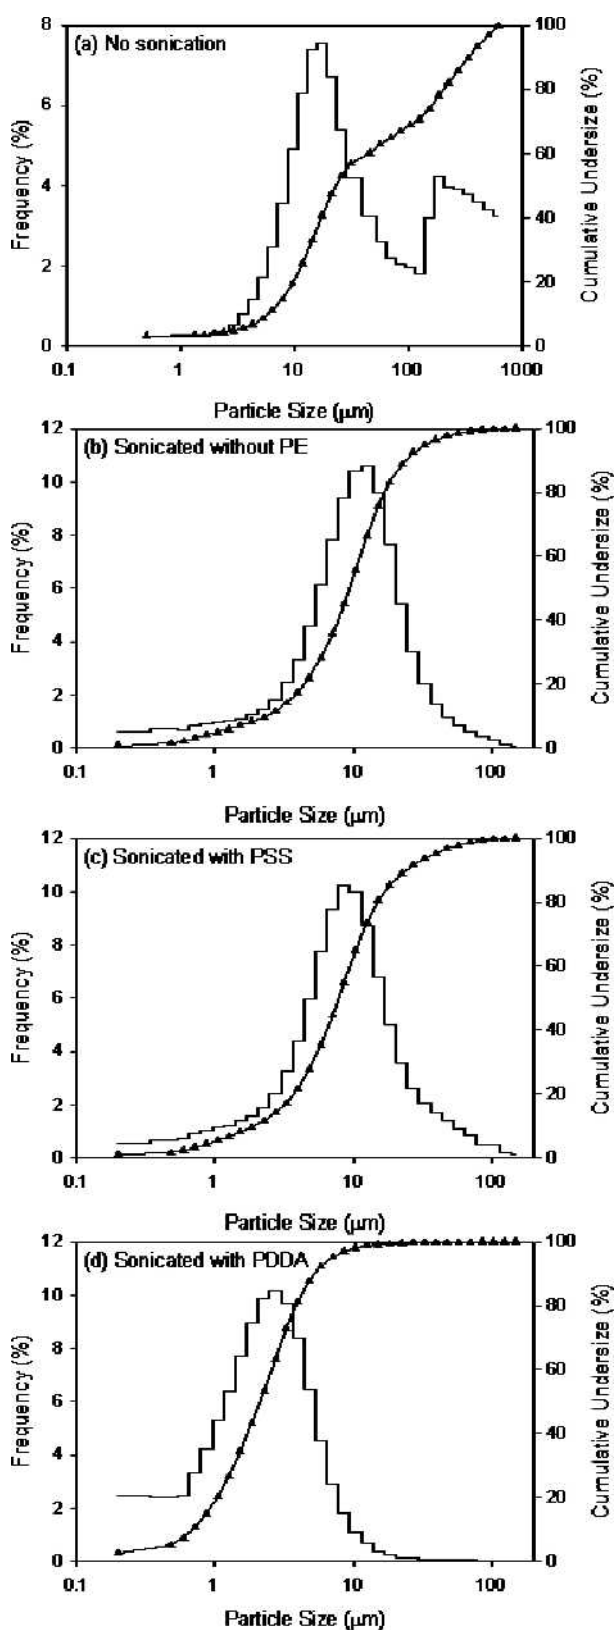 (a) No sonication
8
6
4
2
0
100
80
60
40
20
0
Frequency (%)
Cumulative Undersize (%)
0.1 1 10 100 1000
Particle Size (μm)
(b) Sonicated without PE
12
10
8
6
4
2
0
100
80
60
40
20
0
Frequency (%)
Cumulative Undersize (%)
0.1 1 10 100
Particle Size (μm)
(c) Sonicated with PSS
12
10
8
6
4
2
0
100
80
60
40
20
0
Frequency (%)
Cumulative Undersize (%)
0.1 1 10 100
Particle Size (μm)
(d) Sonicated with PDDA
12
10
8
6
4
2
0
100
80
60
40
20
0
Frequency (%)
Cumulative Undersize (%)
0.1 1 10 100
Particle Size (μm)